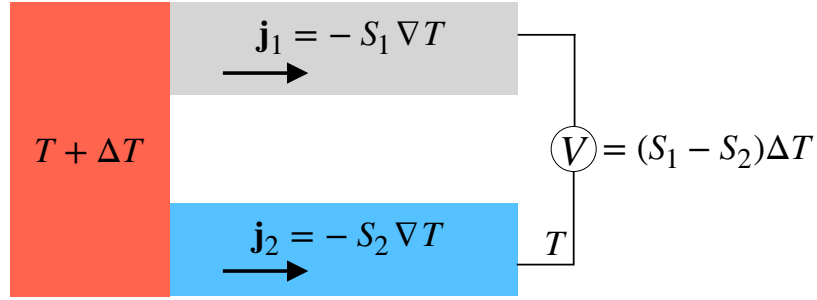 𝐣₁ = − S₁ ∇T
T + ΔT
V = (S₁ − S₂)ΔT
𝐣₂ = − S₂ ∇T
T